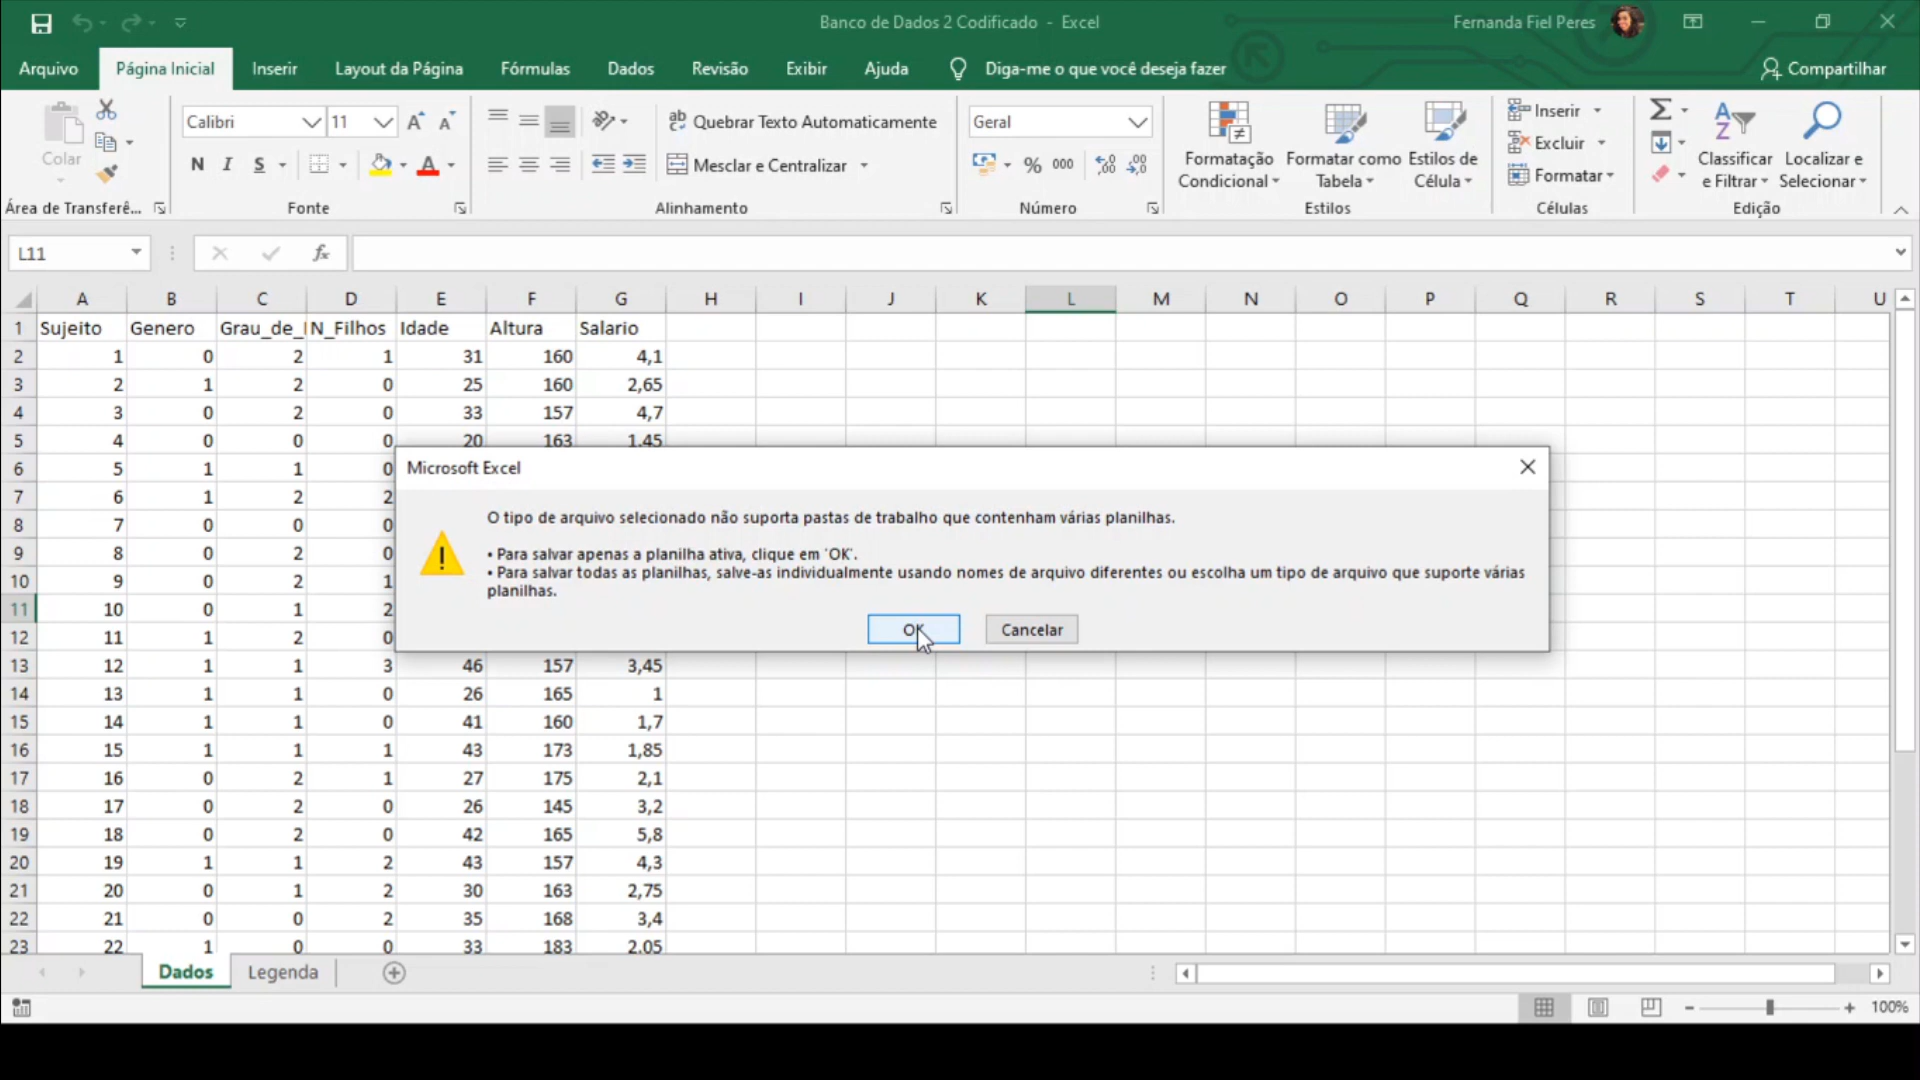 Banco de Dados 2 Codificado - Excel
Fernanda Fiel Peres
Arquivo Página Inicial Inserir Layout da Página Fórmulas Dados Revisão Exibir Ajuda Diga-me o que você deseja fazer Compartilhar
Colar
Área de Transferê...
Calibri 11
N I S
Fonte
Quebrar Texto Automaticamente
Mesclar e Centralizar
Alinhamento
Geral
% 000
Número
Formatação Condicional
Formatar como Tabela
Estilos de Célula
Estilos
Inserir
Excluir
Formatar
Células
Classificar e Filtrar
Localizar e Selecionar
Edição
L11 fx
A B C D E F G H I J K L M N O P Q R S T U
1 Sujeito Genero Grau_de_I N_Filhos Idade Altura Salario
2 1 0 2 1 31 160 4,1
3 2 1 2 0 25 160 2,65
4 3 0 2 0 33 157 4,7
5 4 0 0 0 20 163 1,45
6 5 1 1 0
7 6 1 2 2
8 7 0 0 0
9 8 0 2 0
10 9 0 2 1
11 10 0 1 2
12 11 1 2 0
13 12 1 1 3 46 157 3,45
14 13 1 1 0 26 165 1
15 14 1 1 0 41 160 1,7
16 15 1 1 1 43 173 1,85
17 16 0 2 1 27 175 2,1
18 17 0 2 0 26 145 3,2
19 18 0 2 0 42 165 5,8
20 19 1 1 2 43 157 4,3
21 20 0 1 2 30 163 2,75
22 21 0 0 2 35 168 3,4
23 22 1 0 0 33 183 2,05
Microsoft Excel
O tipo de arquivo selecionado não suporta pastas de trabalho que contenham várias planilhas.
• Para salvar apenas a planilha ativa, clique em 'OK'.
• Para salvar todas as planilhas, salve-as individualmente usando nomes de arquivo diferentes ou escolha um tipo de arquivo que suporte várias
planilhas.
OK Cancelar
Dados Legenda
100%